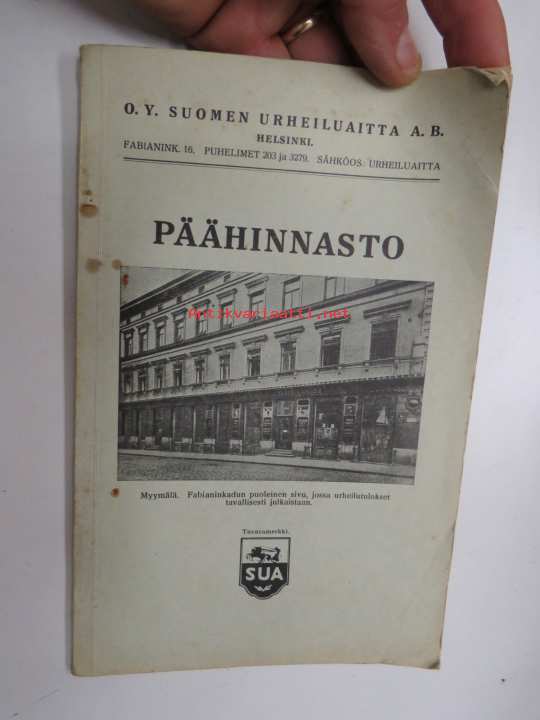 O. Y. SUOMEN URHEILUAITTA A. B.
HELSINKI.
FABIANINK. 16. PUHELIMET 203 ja 3279. SÄHKÖOS.: URHEILUAITTA
PÄÄHINNASTO
Antikvariaatti.net
Myymälä. Fabianinkadun puoleinen sivu, jossa urheilutulokset
tavallisesti julkaistaan.
Tavaramerkki.
SUA